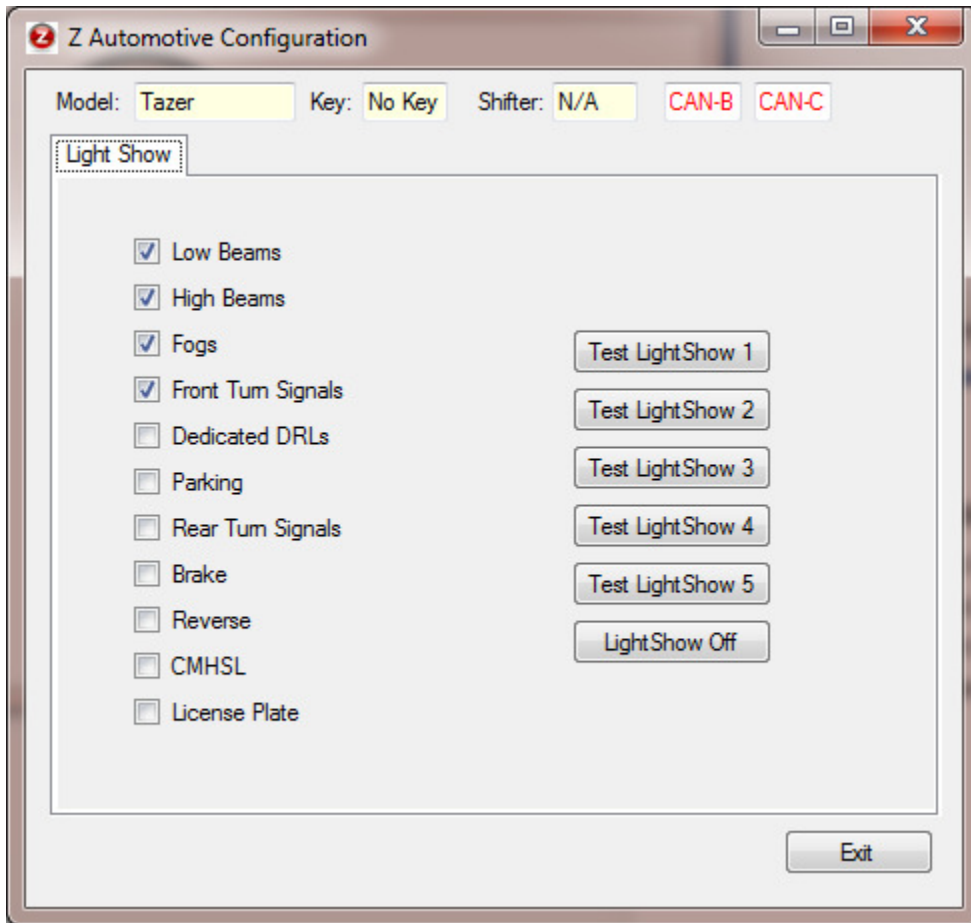 Z Automotive Configuration
Model: Tazer Key: No Key Shifter: N/A CAN-B CAN-C
Light Show
Low Beams
High Beams
Fogs
Front Turn Signals
Dedicated DRLs
Parking
Rear Turn Signals
Brake
Reverse
CMHSL
License Plate
Test LightShow 1
Test LightShow 2
Test LightShow 3
Test LightShow 4
Test LightShow 5
LightShow Off
Exit